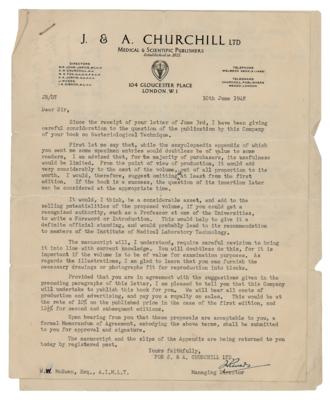 J. & A. CHURCHILL LTD
MEDICAL & SCIENTIFIC PUBLISHERS
Established in 1825
DIRECTORS
TELEPHONE
TELEGRAMS
104 GLOUCESTER PLACE
LONDON, W.1
10th June 1948
Dear Sir,
Since the receipt of your letter of June 3rd, I have been giving
careful consideration to the question of the publication by this Company
of your book on Bacteriological Technique.
First let me say that, while the encyclopaedia appendix of which
you sent me some specimen entries would doubtless be of value to some
readers, I am advised that, for the majority of purchasers, its usefulness
would be limited. From the point of view of production, it would add
very considerably to the cost of the volume, out of all proportion to its
worth. I would, therefore, suggest omitting it at least from the first
edition. If the book is a success, the question of its insertion later
can be considered at the appropriate time.
It would, I think, be a considerable asset, and add to the
selling potentialities of the proposed volume, if you could get a
recognised authority, such as a Professor at one of the Universities,
to write a Foreword or Introduction. This would help to give it a
definite official standing, and would probably lead to its recommendation
to members of the Institute of Medical Laboratory Technology.
The manuscript will, I understand, require careful revision to bring
it into line with current knowledge. You will doubtless do this, for it is
important if the volume is to be of value for examination purposes. As
regards the illustrations, I am glad to learn that you can furnish the
necessary drawings or photographs fit for reproduction into blocks.
Provided that you are in agreement with the suggestions given in the
preceding paragraphs of this letter, I am pleased to tell you that this Company
will undertake to publish this book for you. We will bear all costs of
production and advertising, and pay you a royalty on sales. This would be at
the rate of 10% on the published price in the case of the first edition, and
12½% for second and subsequent editions.
Upon hearing from you that these proposals are acceptable to you, a
formal Memorandum of Agreement, embodying the above terms, shall be submitted
to you for approval and signature.
The manuscript and the slips of the Appendix are being returned to you
today by registered post.
Yours faithfully,
FOR J. & A. CHURCHILL LTD
Managing Director
Esq., A.I.M.L.T.